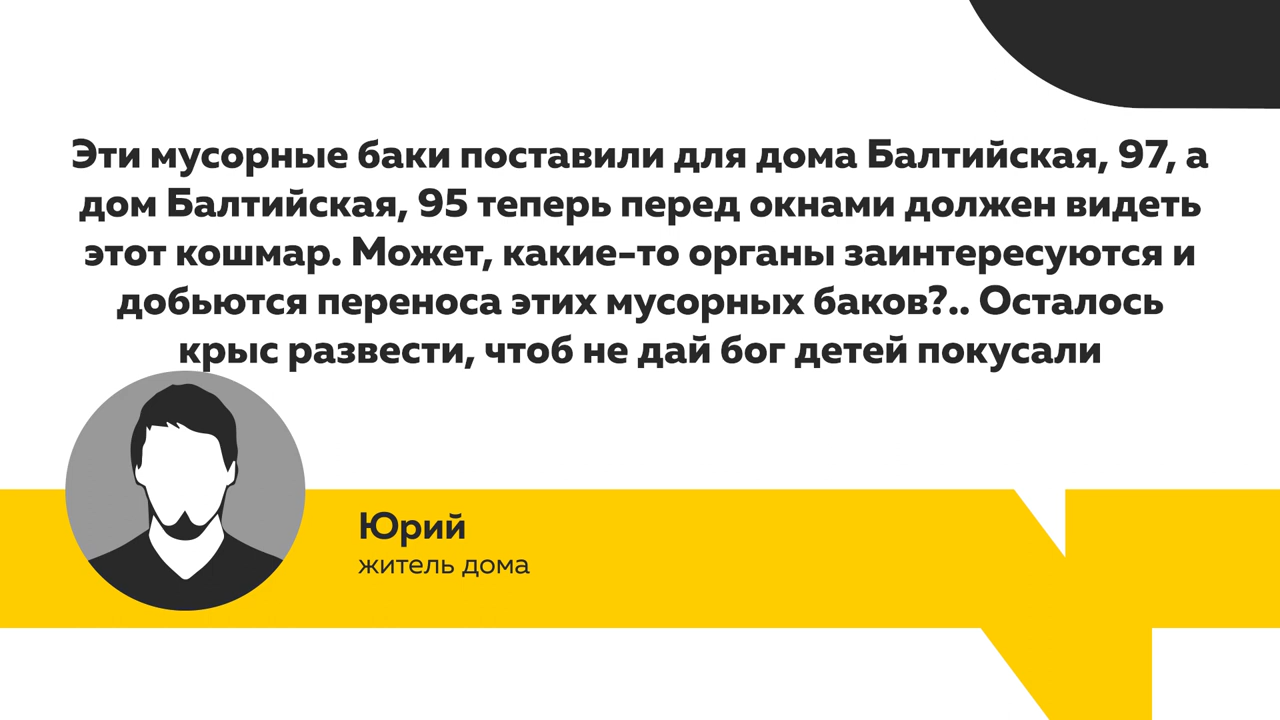 Эти мусорные баки поставили для дома Балтийская, 97, а
дом Балтийская, 95 теперь перед окнами должен видеть
этот кошмар. Может, какие-то органы заинтересуются и
добьются переноса этих мусорных баков?.. Осталось
крыс развести, чтоб не дай бог детей покусали
Юрий
житель дома